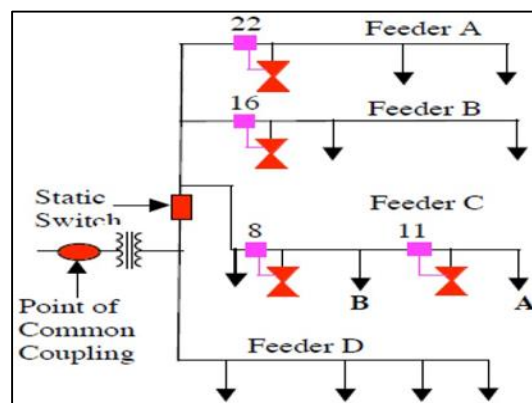 22
Feeder A
16
Feeder B
Static
Switch
Feeder C
8
11
B
A
Point of
Common
Coupling
Feeder D